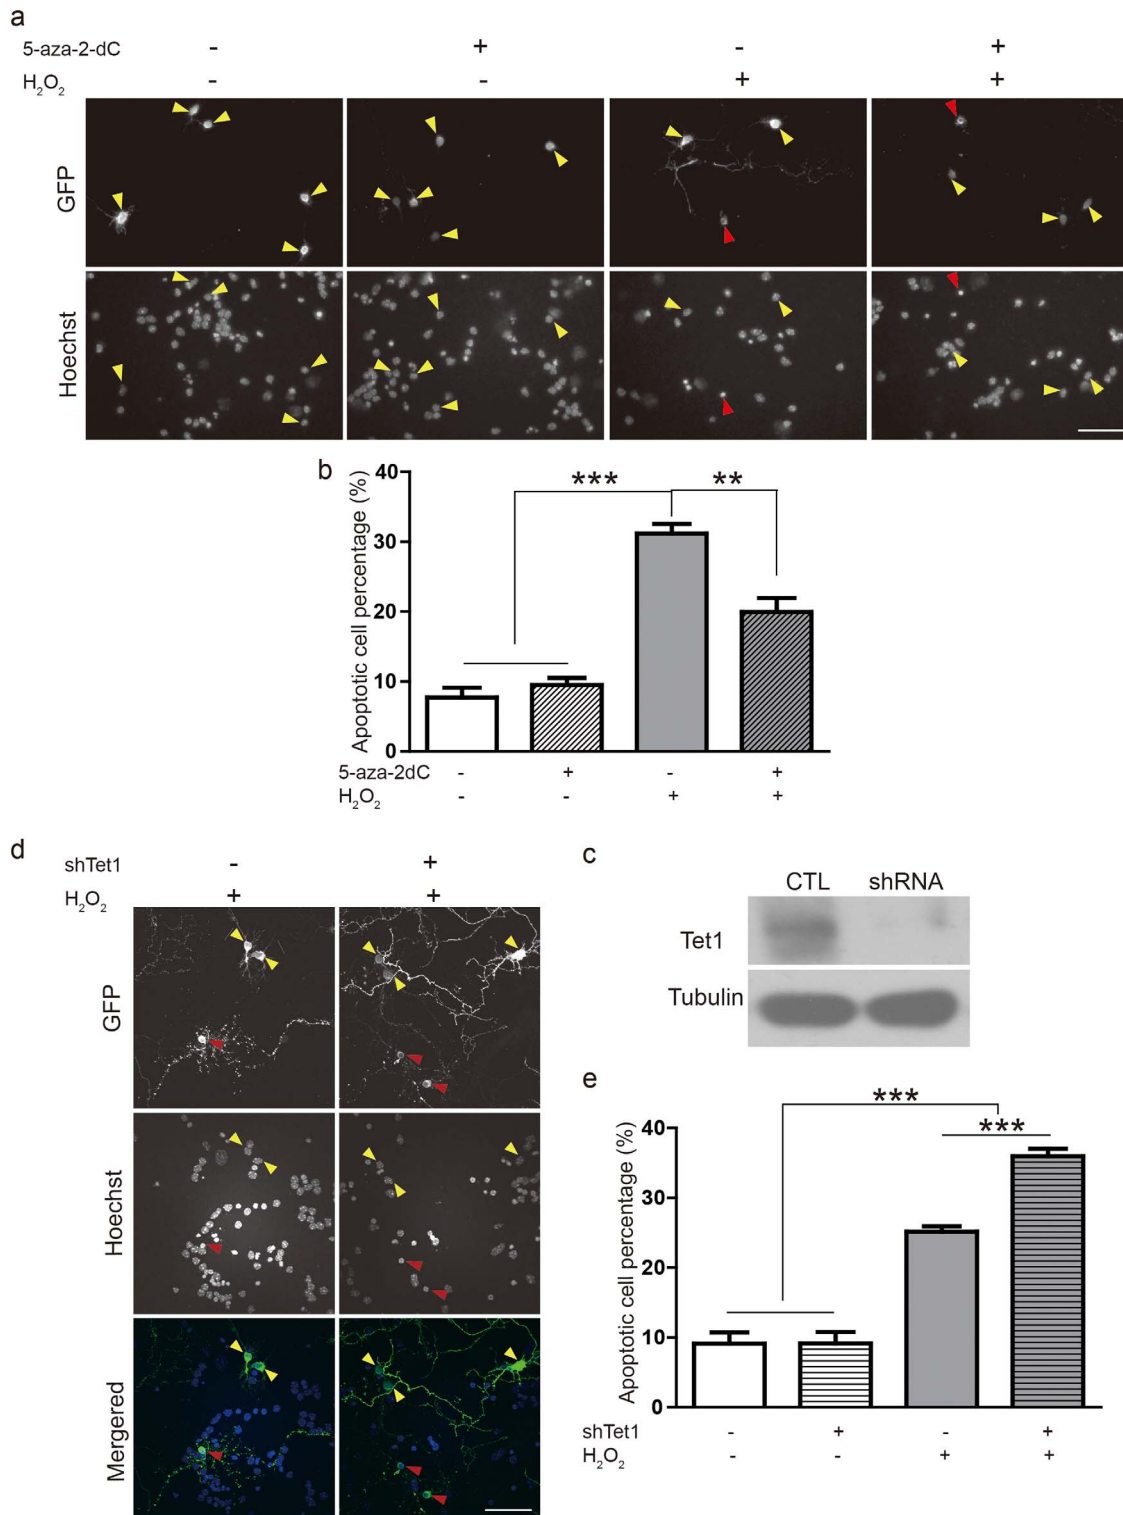 a
5-aza-2-dC - + - +
H₂O₂ - - + +
GFP
Hoechst
b
Apoptotic cell percentage (%)
40
30
20
10
0
*** **
5-aza-2dC - + - +
H₂O₂ - - + +
d
shTet1 - +
H₂O₂ + +
GFP
Hoechst
Mergered
c
CTL shRNA
Tet1
Tubulin
e
Apoptotic cell percentage (%)
40
30
20
10
0
***
***
shTet1 - + - +
H₂O₂ - - + +